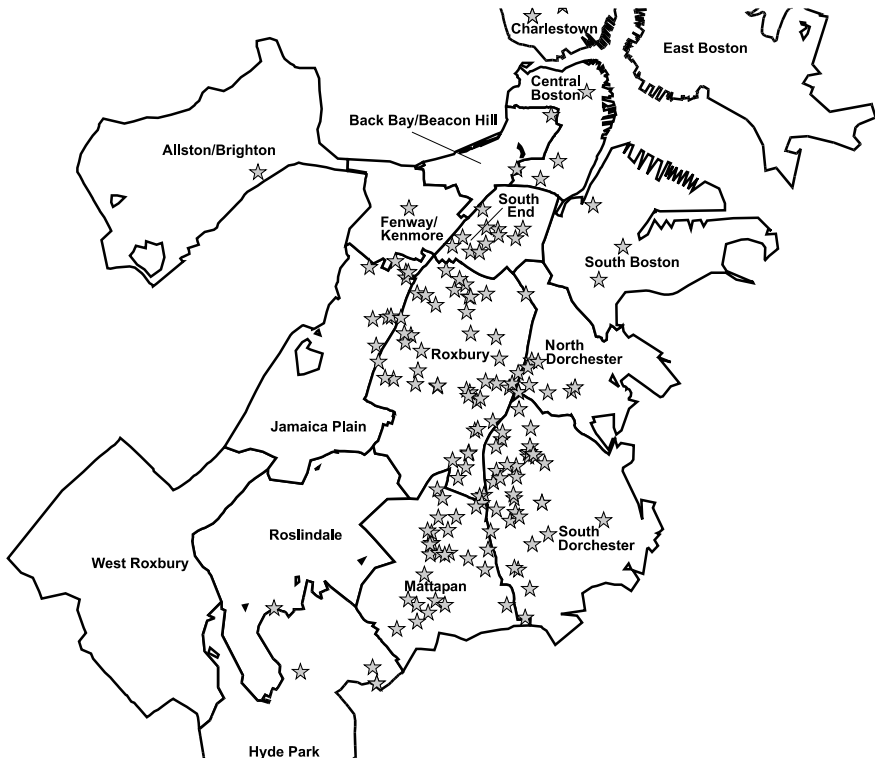 Charlestown
East Boston
Central
Boston
Back Bay/Beacon Hill
Allston/Brighton
South
End
Fenway/
Kenmore
South Boston
Roxbury
North
Dorchester
Jamaica Plain
Roslindale
South
Dorchester
West Roxbury
Mattapan
Hyde Park